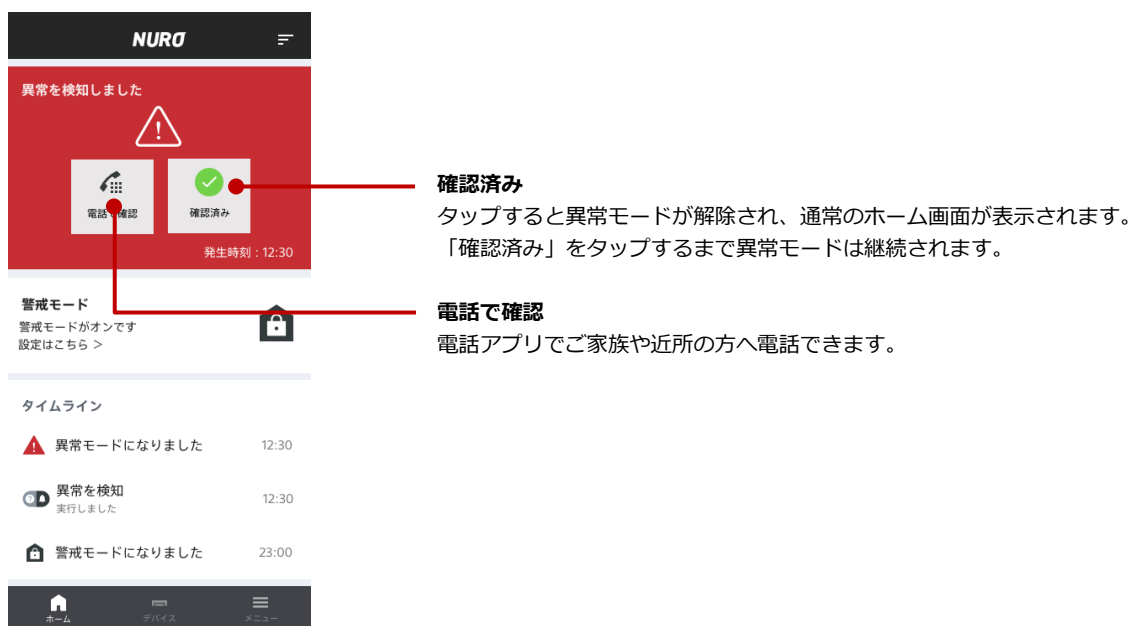 NURO
異常を検知しました
電話で確認
確認済み
発生時刻 : 12:30
警戒モード
警戒モードがオンです
設定はこちら >
タイムライン
異常モードになりました 12:30
異常を検知 12:30
実行しました
警戒モードになりました 23:00
ホーム デバイス メニュー
確認済み
タップすると異常モードが解除され、通常のホーム画面が表示されます。
「確認済み」をタップするまで異常モードは継続されます。
電話で確認
電話アプリでご家族や近所の方へ電話できます。